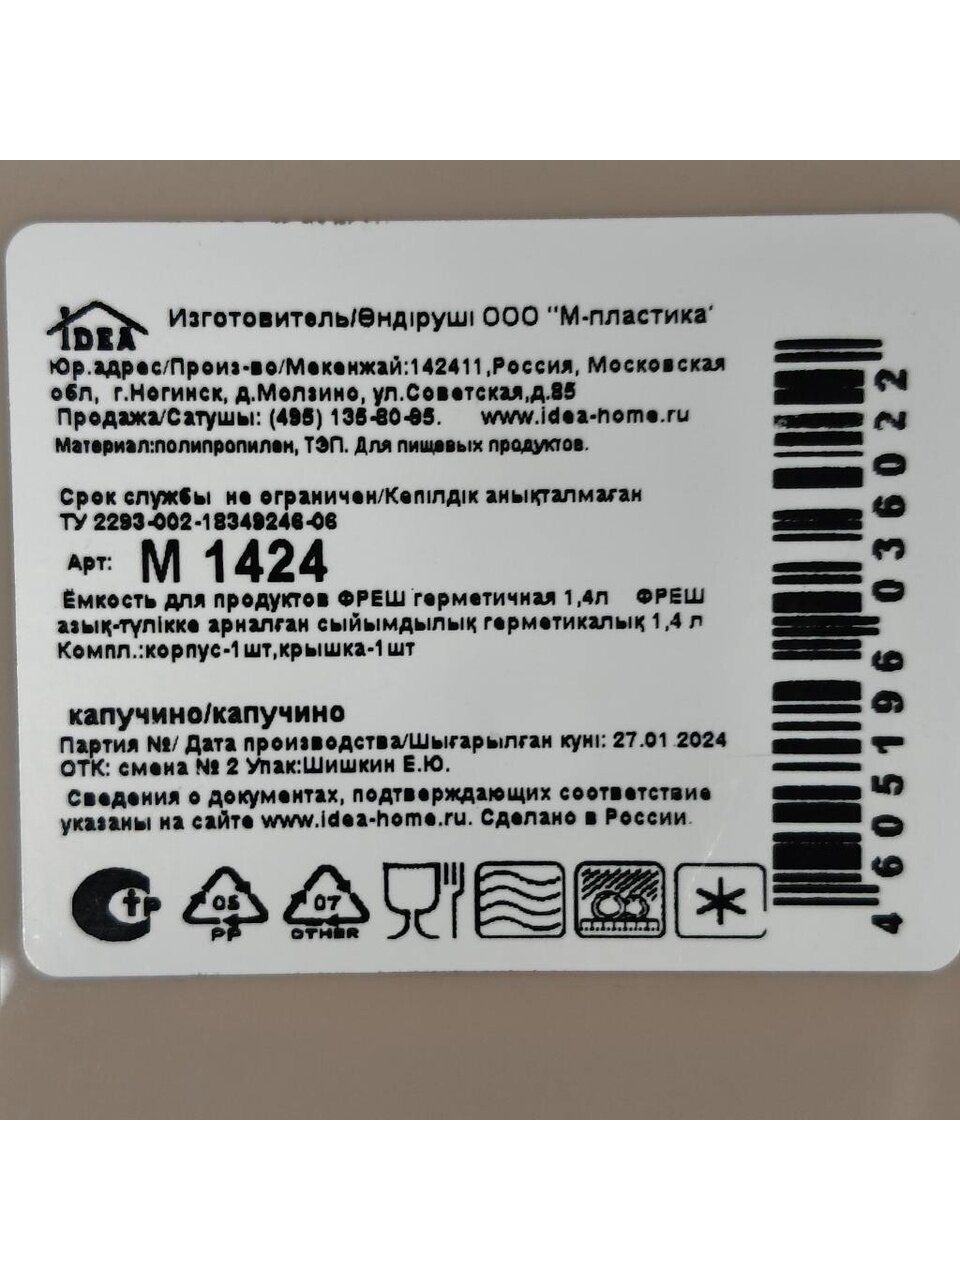 IDEA
Изготовитель/Өндіруші ООО "М-пластика"
Юр.адрес/Произ-во/Мекенжай:142411,Россия, Московская
обл, г.Ногинск, д.Молзино, ул.Советская,д.85
Продажа/Сатушы: (495) 135-80-95. www.idea-home.ru
Материал:полипропилен, ТЭП. Для пищевых продуктов.
Срок службы не ограничен/Кепілдік анықталмаған
ТУ 2293-002-18349246-06
Арт: М 1424
Ёмкость для продуктов ФРЕШ герметичная 1,4л ФРЕШ
азық-түлікке арналған сыйымдылық герметикалық 1,4 л
Компл.:корпус-1шт,крышка-1шт
капучино/капучино
Партия №/ Дата производства/Шығарылған күні: 27.01 2024
ОТК: смена № 2 Упак:Шишкин Е.Ю.
Сведения о документах, подтверждающих соответствие
указаны на сайте www.idea-home.ru. Сделано в России.
05
PP
07
OTHER
4605196036022